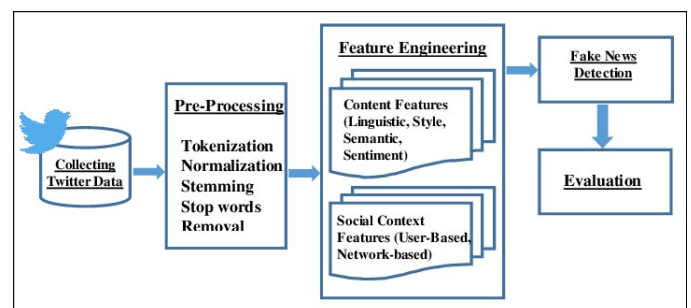 Collecting
Twitter Data
Pre-Processing
Tokenization
Normalization
Stemming
Stop words
Removal
Feature Engineering
Content Features
(Linguistic, Style,
Semantic,
Sentiment)
Social Context
Features (User-Based,
Network-based)
Fake News
Detection
Evaluation